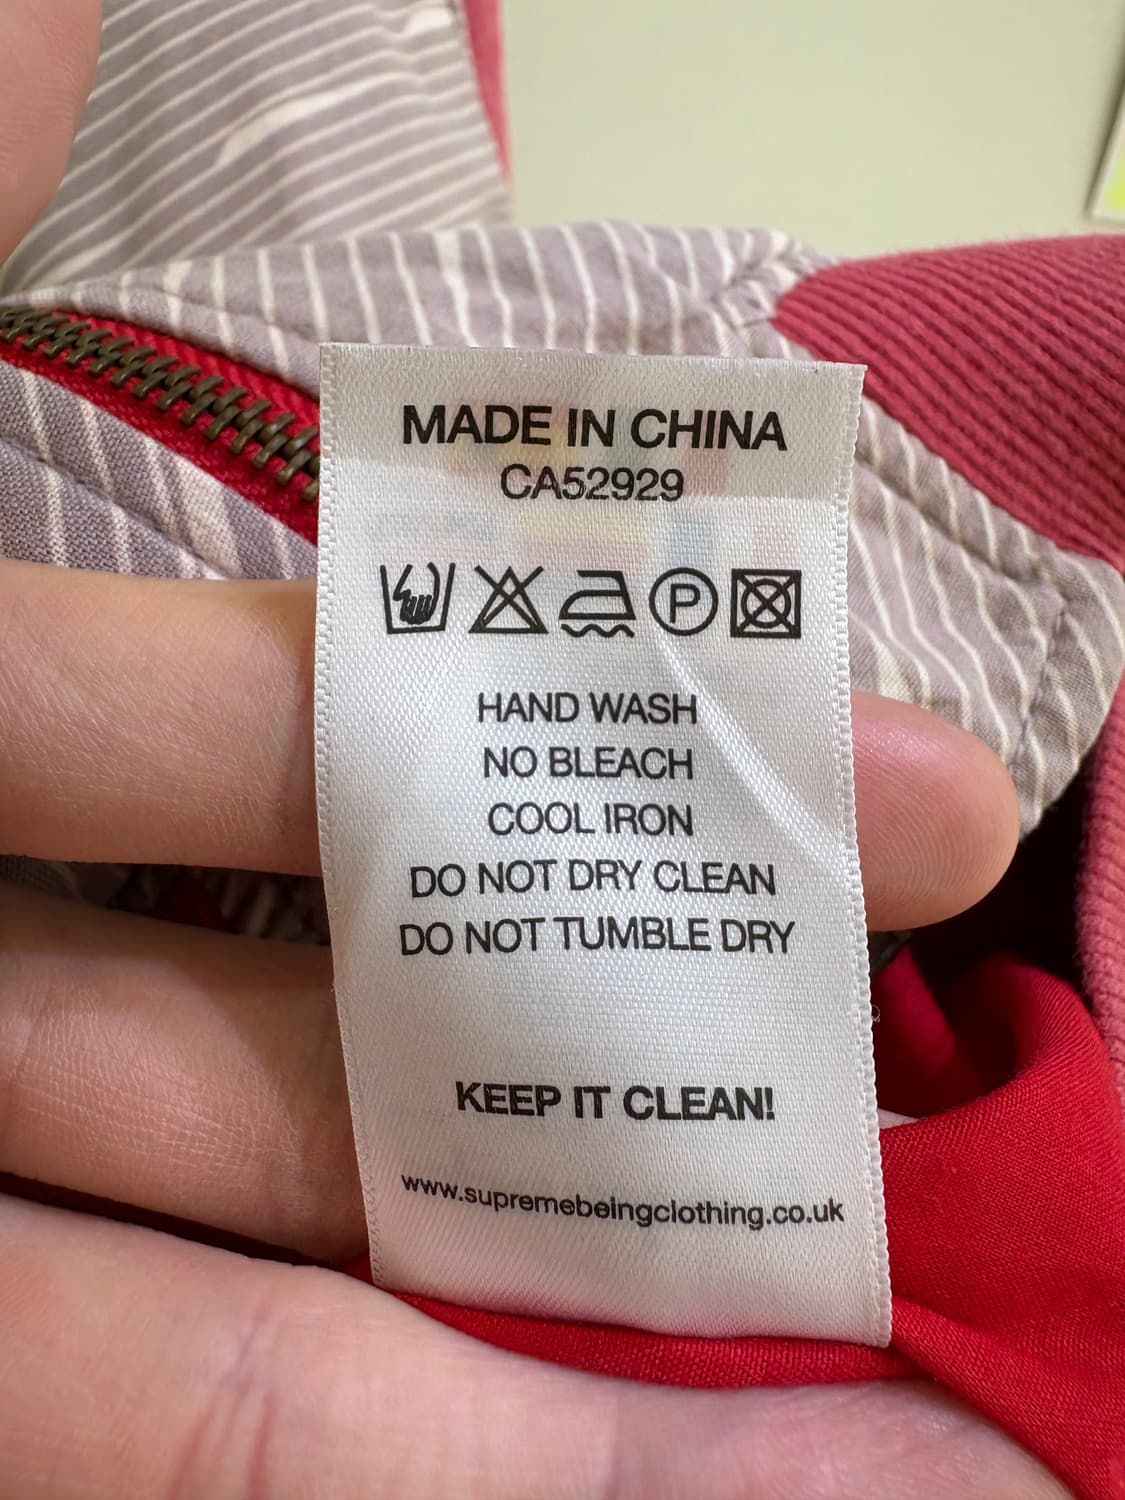 MADE IN CHINA
CA52929
P
HAND WASH
NO BLEACH
COOL IRON
DO NOT DRY CLEAN
DO NOT TUMBLE DRY
KEEP IT CLEAN!
www.supremebeingclothing.co.uk